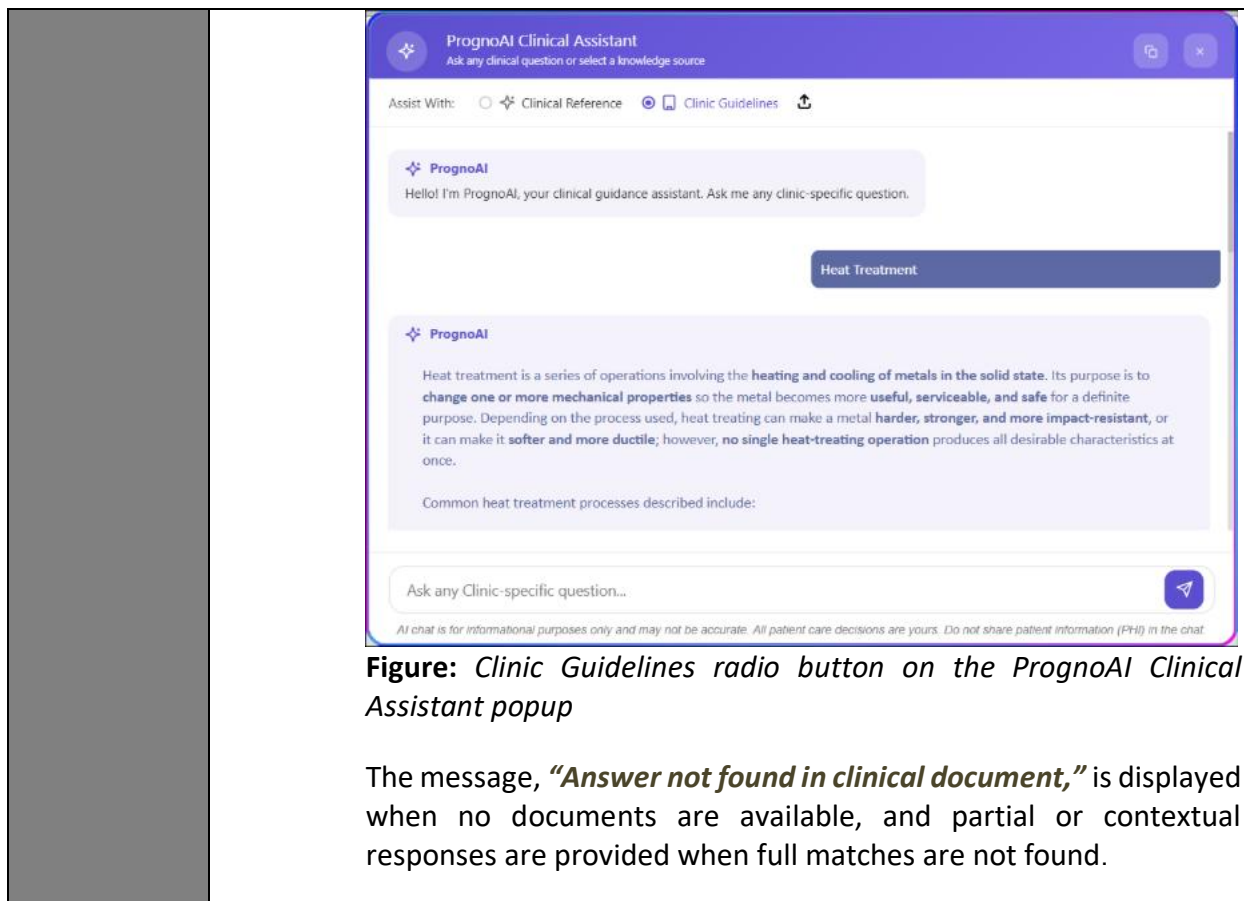 PrognoAI Clinical Assistant
Ask any clinical question or select a knowledge source
Assist With: Clinical Reference Clinic Guidelines
PrognoAI
Hello! I'm PrognoAI, your clinical guidance assistant. Ask me any clinic-specific question.
Heat Treatment
PrognoAI
Heat treatment is a series of operations involving the heating and cooling of metals in the solid state. Its purpose is to
change one or more mechanical properties so the metal becomes more useful, serviceable, and safe for a definite
purpose. Depending on the process used, heat treating can make a metal harder, stronger, and more impact-resistant, or
it can make it softer and more ductile; however, no single heat-treating operation produces all desirable characteristics at
once.
Common heat treatment processes described include:
Ask any Clinic-specific question...
AI chat is for informational purposes only and may not be accurate. All patient care decisions are yours. Do not share patient information (PHI) in the chat.
Figure: Clinic Guidelines radio button on the PrognoAI Clinical
Assistant popup
The message, “Answer not found in clinical document,” is displayed
when no documents are available, and partial or contextual
responses are provided when full matches are not found.